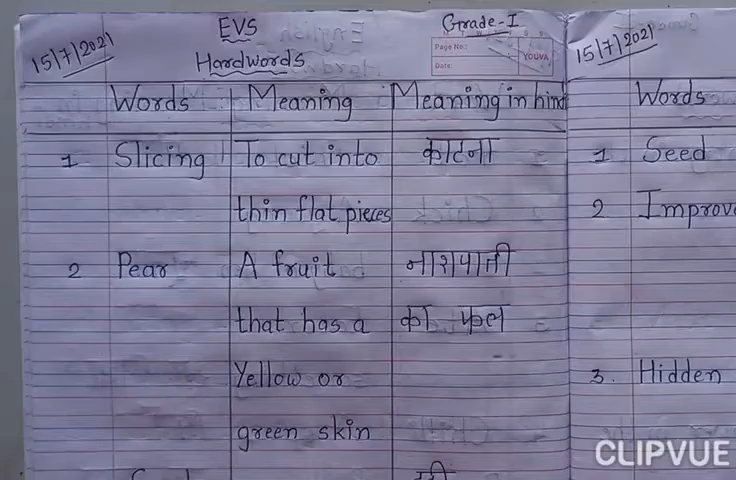 EVS
Grade-I
15/7/2021
Page No.:
YOUVA
Date:
Hardwords
Words Meaning Meaning in hind
1 Slicing To cut into काटना
thin flat pieces
2 Pear A fruit नाशपाती
that has a का फल
Yellow or
green skin
15/7/2021
Words
1 Seed
2 Improv
3. Hidden
CLIPVUE